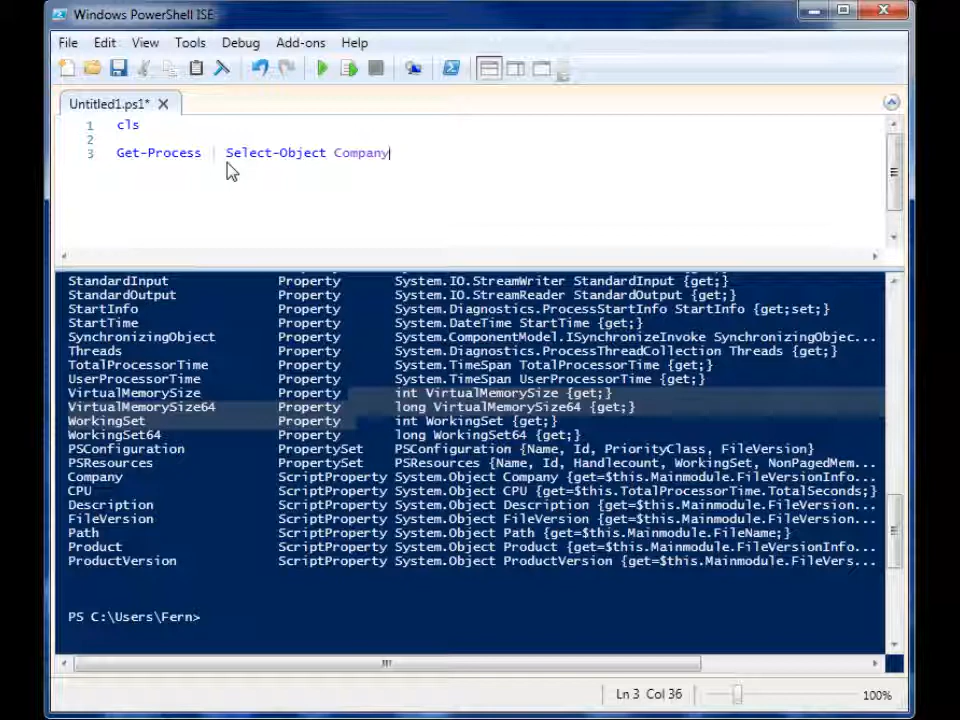 Windows PowerShell ISE
File Edit View Tools Debug Add-ons Help
Untitled1.ps1*
1 cls
2
3 Get-Process | Select-Object Company
StandardInput Property System.IO.StreamWriter StandardInput {get;}
StandardOutput Property System.IO.StreamReader StandardOutput {get;}
StartInfo Property System.Diagnostics.ProcessStartInfo StartInfo {get;set;}
StartTime Property System.DateTime StartTime {get;}
SynchronizingObject Property System.ComponentModel.ISynchronizeInvoke SynchronizingObjec...
Threads Property System.Diagnostics.ProcessThreadCollection Threads {get;}
TotalProcessorTime Property System.TimeSpan TotalProcessorTime {get;}
UserProcessorTime Property System.TimeSpan UserProcessorTime {get;}
VirtualMemorySize Property int VirtualMemorySize {get;}
VirtualMemorySize64 Property long VirtualMemorySize64 {get;}
WorkingSet Property int WorkingSet {get;}
WorkingSet64 Property long WorkingSet64 {get;}
PSConfiguration PropertySet PSConfiguration {Name, Id, PriorityClass, FileVersion}
PSResources PropertySet PSResources {Name, Id, Handlecount, WorkingSet, NonPagedMem...
Company ScriptProperty System.Object Company {get=$this.Mainmodule.FileVersionInfo...
CPU ScriptProperty System.Object CPU {get=$this.TotalProcessorTime.TotalSeconds;}
Description ScriptProperty System.Object Description {get=$this.Mainmodule.FileVersio...
FileVersion ScriptProperty System.Object FileVersion {get=$this.Mainmodule.FileVersio...
Path ScriptProperty System.Object Path {get=$this.Mainmodule.FileName;}
Product ScriptProperty System.Object Product {get=$this.Mainmodule.FileVersionInfo...
ProductVersion ScriptProperty System.Object ProductVersion {get=$this.Mainmodule.FileVers...
PS C:\Users\Fern>
Ln 3 Col 36 100%